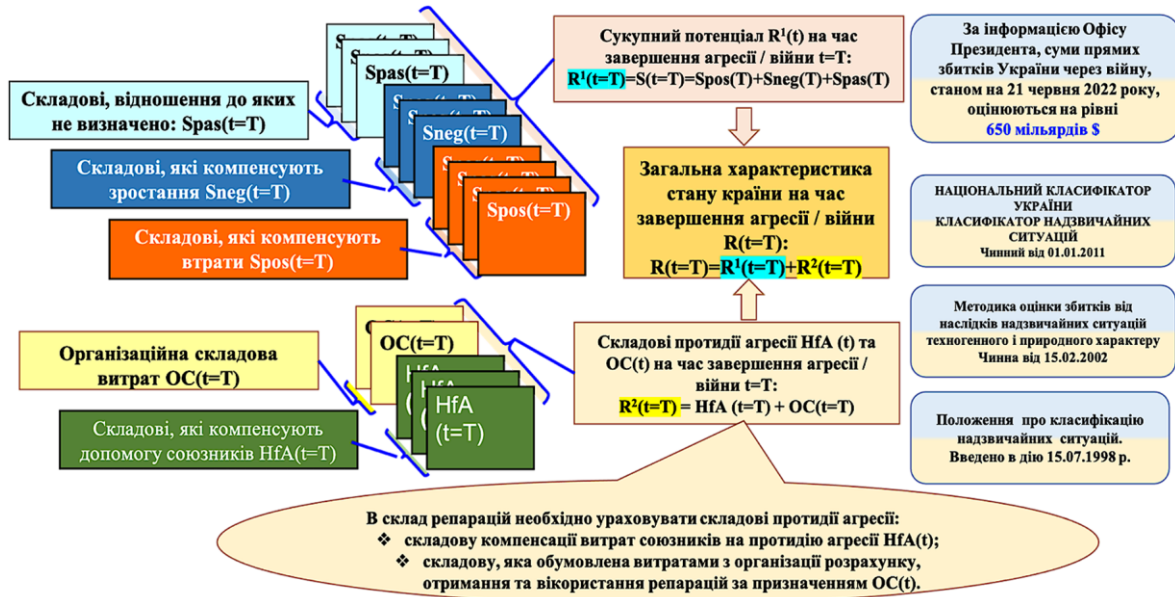 Spas(t=T)
Складові, відношення до яких
не визначено: Spas(t=T)
Sneg(t=T)
Складові, які компенсують
зростання Sneg(t=T)
Spos(t=T)
Складові, які компенсують
втрати Spos(t=T)
OC(t=T)
Організаційна складова
витрат OC(t=T)
HfA
(t=T)
Складові, які компенсують
допомогу союзників HfA(t=T)
Сукупний потенціал R¹(t) на час
завершення агресії / війни t=T:
R¹(t=T)=S(t=T)=Spos(T)+Sneg(T)+Spas(T)
Загальна характеристика
стану країни на час
завершення агресії / війни
R(t=T):
R(t=T)=R¹(t=T)+R²(t=T)
Складові протидії агресії HfA (t) та
OC(t) на час завершення агресії /
війни t=T:
R²(t=T) = HfA (t=T) + OC(t=T)
За інформацією Офісу
Президента, суми прямих
збитків України через війну,
станом на 21 червня 2022 року,
оцінюються на рівні
650 мільярдів $
НАЦІОНАЛЬНИЙ КЛАСИФІКАТОР
УКРАЇНИ
КЛАСИФІКАТОР НАДЗВИЧАЙНИХ
СИТУАЦІЙ
Чинний від 01.01.2011
Методика оцінки збитків від
наслідків надзвичайних ситуацій
техногенного і природного характеру
Чинна від 15.02.2002
Положення про класифікацію
надзвичайних ситуацій.
Введено в дію 15.07.1998 р.
В склад репарацій необхідно ураховувати складові протидії агресії:
❖ складову компенсації витрат союзників на протидію агресії HfA(t);
❖ складову, яка обумовлена витратами з організації розрахунку,
отримання та вікористання репарацій за призначенням OC(t).